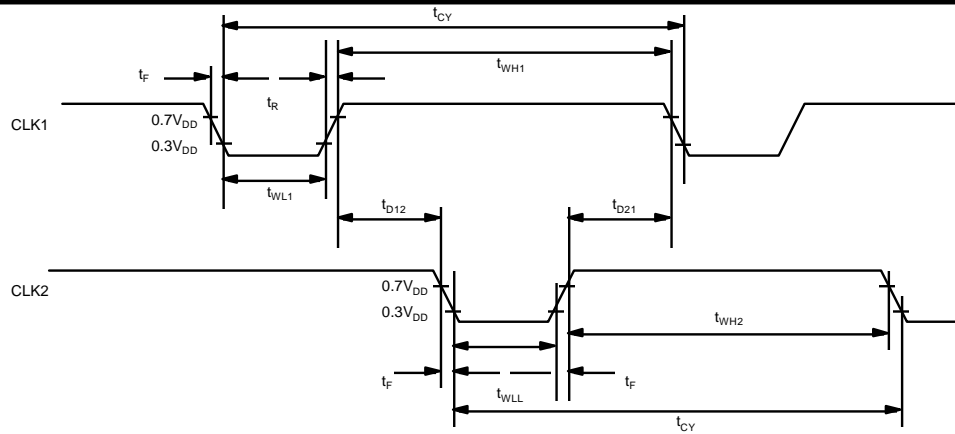 tCY
tWH1
tF
tR
CLK1
0.7VDD
0.3VDD
tWL1
tD12
tD21
CLK2
0.7VDD
0.3VDD
tWH2
tF
tWLL
tF
tCY